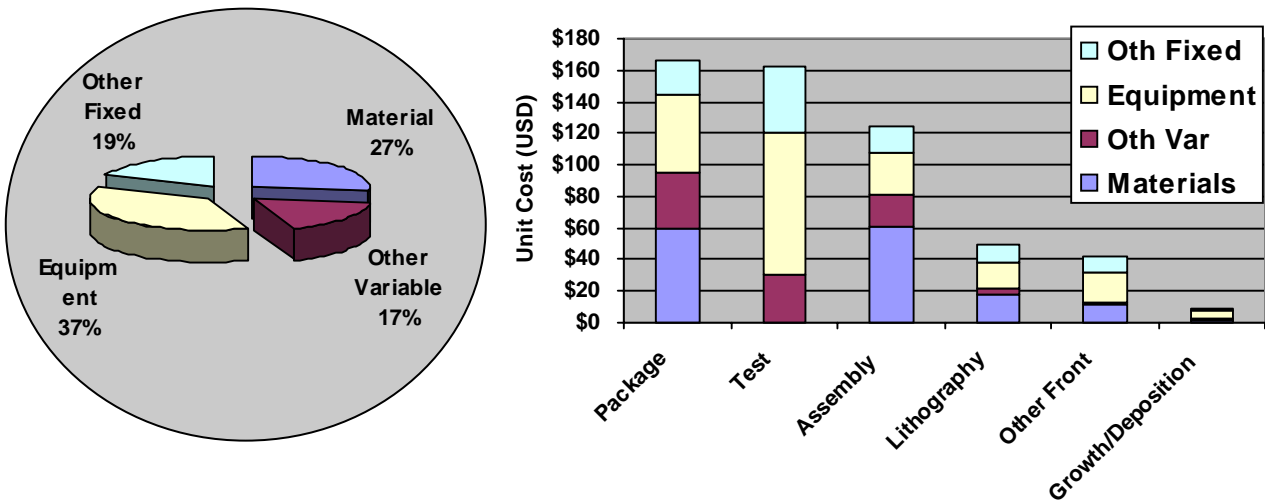 Other
Fixed
19%
Material
27%
Equipm
ent
37%
Other
Variable
17%
Unit Cost (USD)
$180
$160
$140
$120
$100
$80
$60
$40
$20
$0
Oth Fixed
Equipment
Oth Var
Materials
Package
Test
Assembly
Lithography
Other Front
Growth/Deposition